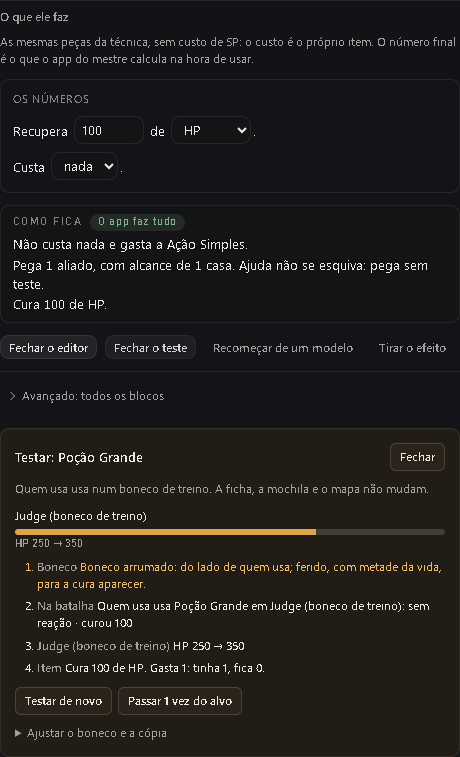 O que ele faz
As mesmas peças da técnica, sem custo de SP: o custo é o próprio item. O número final
é o que o app do mestre calcula na hora de usar.
OS NÚMEROS
Recupera 100 de HP .
Custa nada .
COMO FICA O app faz tudo
Não custa nada e gasta a Ação Simples.
Pega 1 aliado, com alcance de 1 casa. Ajuda não se esquiva: pega sem
teste.
Cura 100 de HP.
Fechar o editor Fechar o teste Recomeçar de um modelo Tirar o efeito
Avançado: todos os blocos
Testar: Poção Grande Fechar
Quem usa usa num boneco de treino. A ficha, a mochila e o mapa não mudam.
Judge (boneco de treino)
HP 250 → 350
1. Boneco Boneco arrumado: do lado de quem usa; ferido, com metade da vida,
para a cura aparecer.
2. Na batalha Quem usa usa Poção Grande em Judge (boneco de treino): sem
reação · curou 100
3. Judge (boneco de treino) HP 250 → 350
4. Item Cura 100 de HP. Gasta 1: tinha 1, fica 0.
Testar de novo Passar 1 vez do alvo
Ajustar o boneco e a cópia